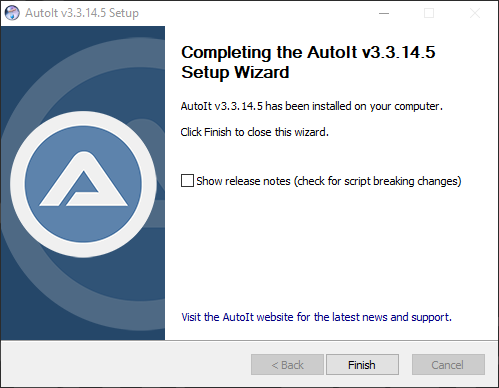 AutoIt v3.3.14.5 Setup
Completing the AutoIt v3.3.14.5
Setup Wizard
AutoIt v3.3.14.5 has been installed on your computer.
Click Finish to close this wizard.
Show release notes (check for script breaking changes)
Visit the AutoIt website for the latest news and support.
< Back
Finish
Cancel